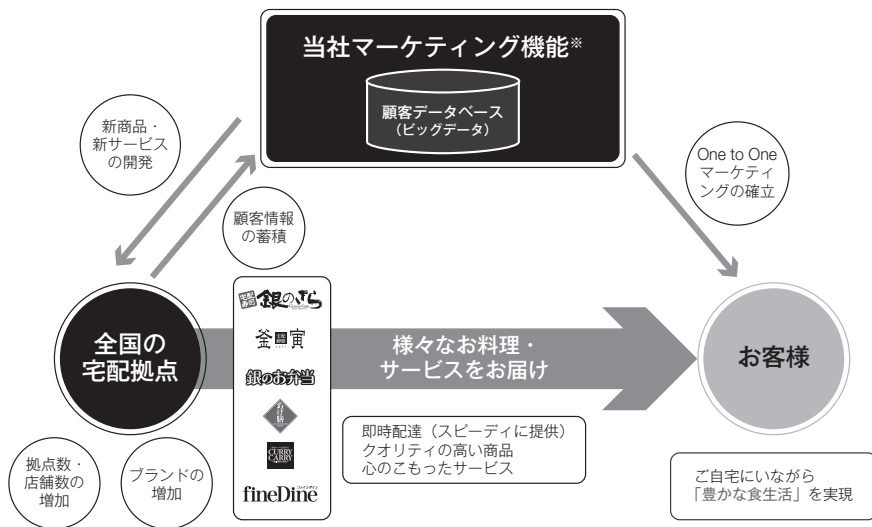 当社マーケティング機能※
顧客データベース
（ビッグデータ）
新商品・
新サービス
の開発
One to One
マーケティ
ングの確立
顧客情報
の蓄積
全国の
宅配拠点
宅配寿司 銀のさら
釜寅
銀のお弁当
CURRY
CARRY
ファインダイン
fineDine
様々なお料理・
サービスをお届け
お客様
即時配達（スピーディに提供）
クオリティの高い商品
心のこもったサービス
拠点数・
店舗数の
増加
ブランドの
増加
ご自宅にいながら
「豊かな食生活」を実現